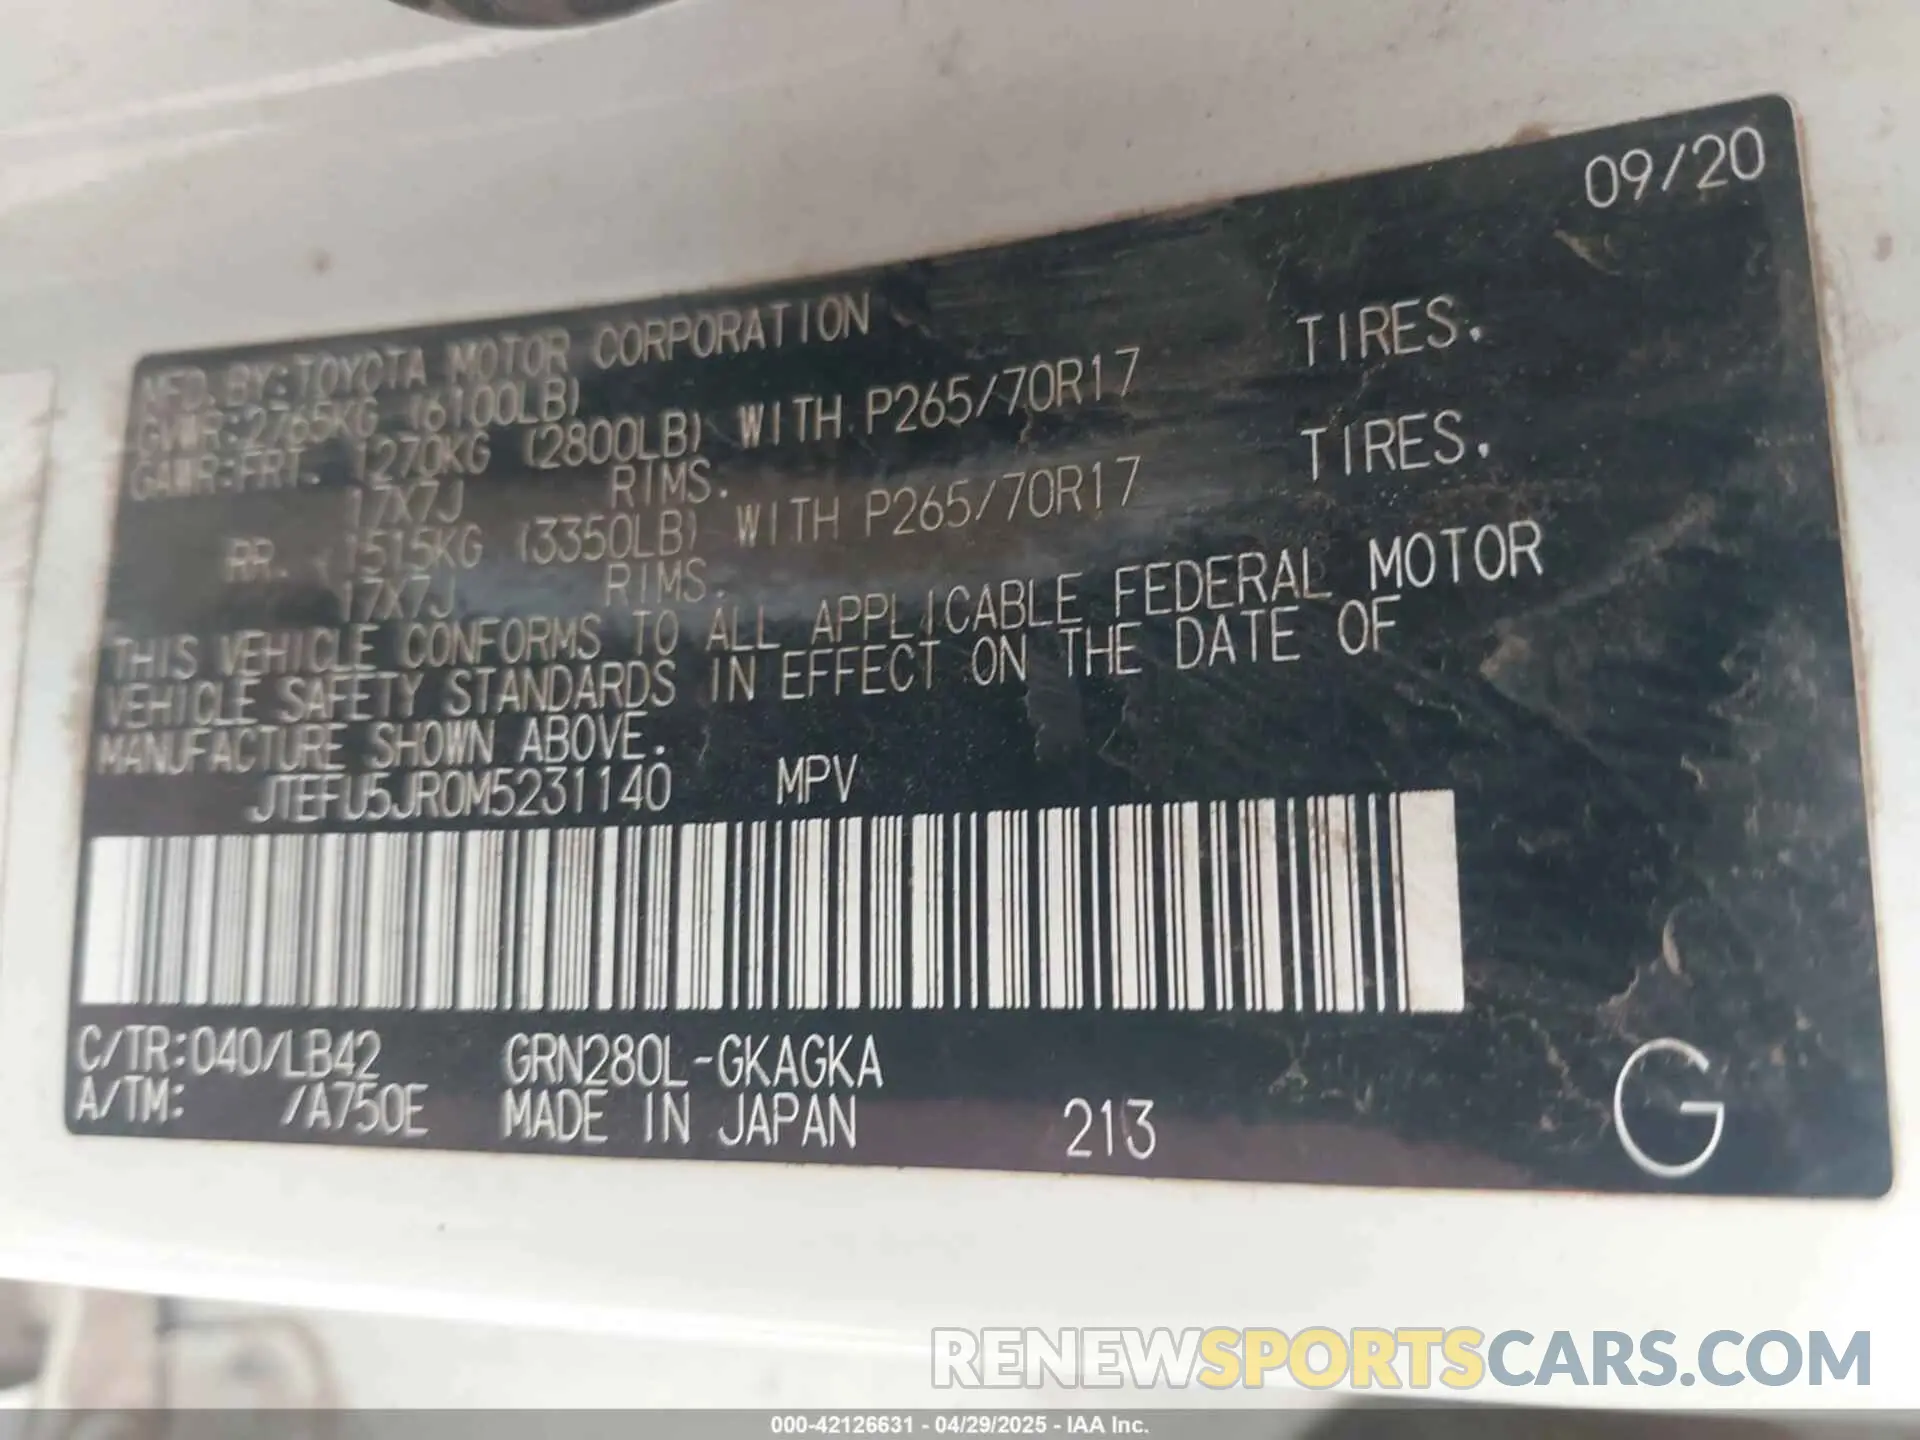 09/20
MFD.BY:TOYOTA MOTOR CORPORATION
GVWR:2765KG (6100LB)
GAWR:FRT. 1270KG (2800LB) WITH P265/70R17 TIRES,
17X7J RIMS.
RR. 1515KG (3350LB) WITH P265/70R17 TIRES,
17X7J RIMS.
THIS VEHICLE CONFORMS TO ALL APPLICABLE FEDERAL MOTOR
VEHICLE SAFETY STANDARDS IN EFFECT ON THE DATE OF
MANUFACTURE SHOWN ABOVE.
JTEFU5JR0M5231140 MPV
C/TR:040/LB42 GRN280L-GKAGKA
A/TM: /A750E MADE IN JAPAN 213
G
RENEWSPORTSCARS.COM
000-42126631 - 04/29/2025 - IAA Inc.